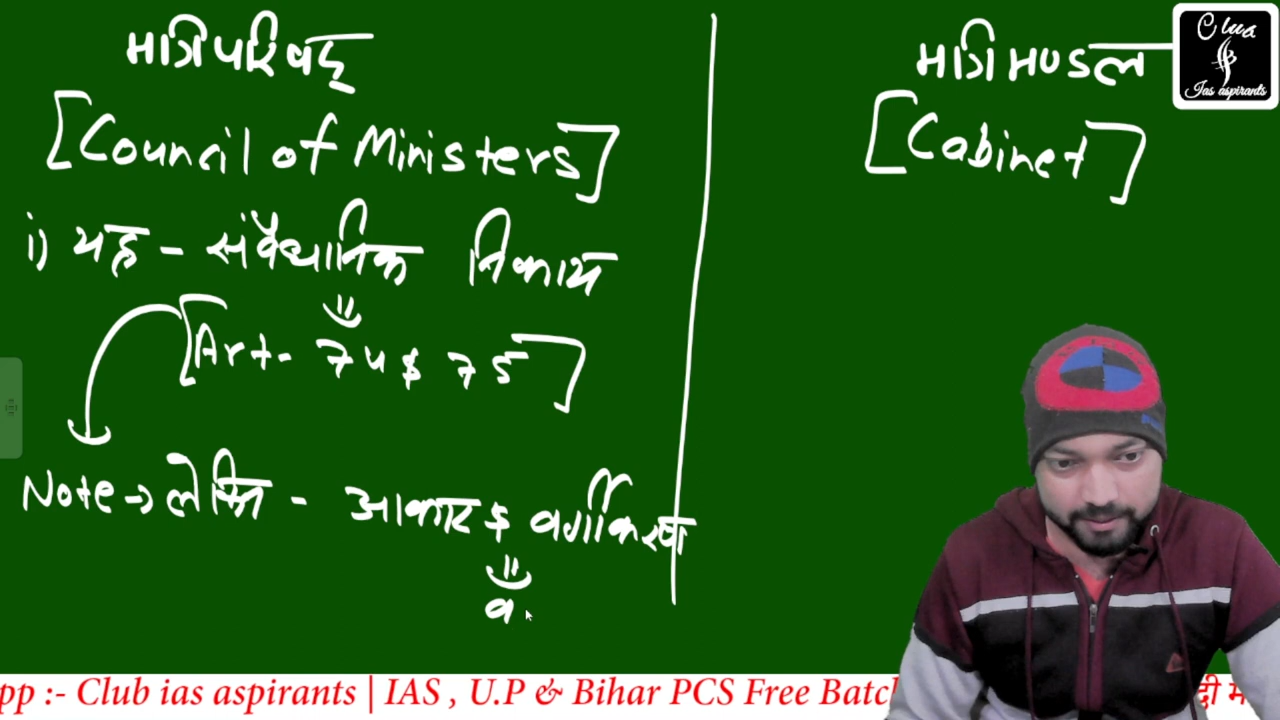 मंत्रिपरिषद्
[Council of Ministers]
i) यह - संवैधानिक निकाय
[Art - 74 & 75]
Note → लेकिन - आकार & वर्गीकरण
व
मंत्रिमण्डल
[Cabinet]
Club
Ias aspirants
pp :- Club ias aspirants | IAS , U.P & Bihar PCS Free Batc